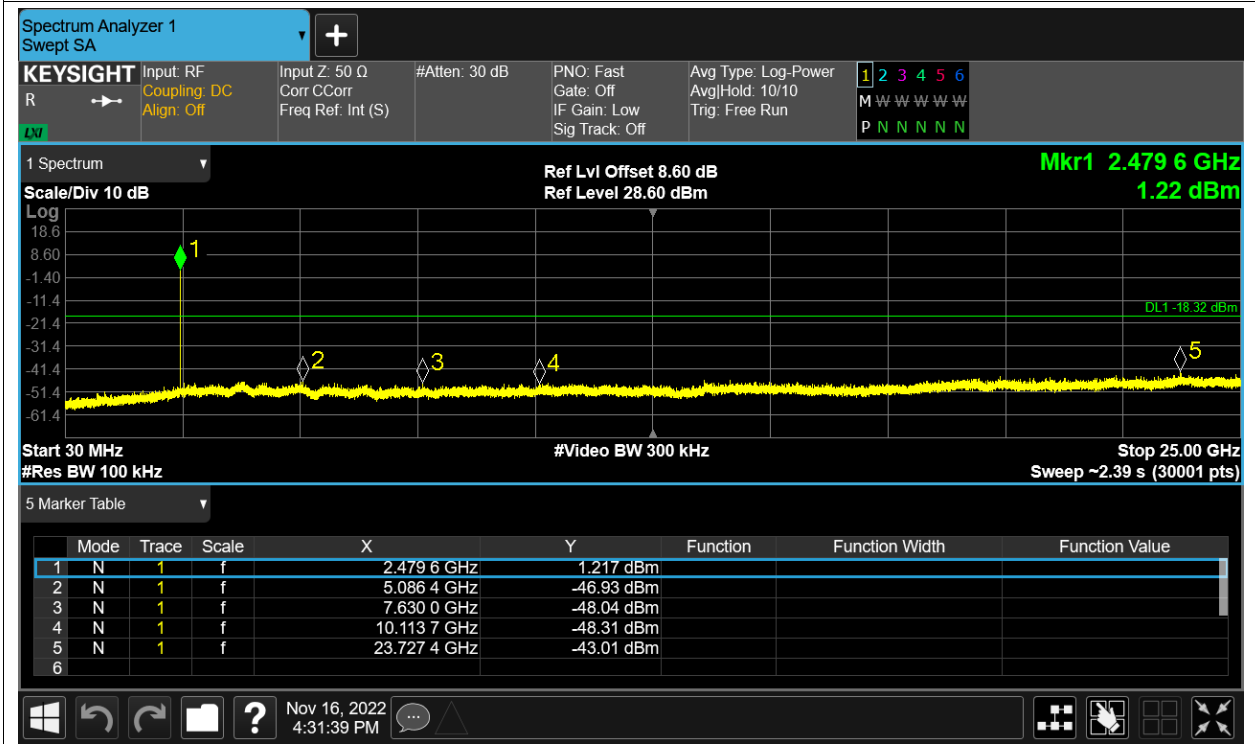 Spectrum Analyzer 1
Swept SA
+
KEYSIGHT Input: RF Input Z: 50 Ω #Atten: 30 dB PNO: Fast Avg Type: Log-Power 1 2 3 4 5 6
R Coupling: DC Corr CCorr Gate: Off Avg|Hold: 10/10 M W W W W W
Align: Off Freq Ref: Int (S) IF Gain: Low Trig: Free Run
LXI Sig Track: Off P N N N N N
1 Spectrum Ref Lvl Offset 8.60 dB Mkr1 2.479 6 GHz
Scale/Div 10 dB Ref Level 28.60 dBm 1.22 dBm
Log
18.6
8.60 1
-1.40
-11.4 DL1 -18.32 dBm
-21.4
-31.4 5
-41.4 2 3 4
-51.4
-61.4
Start 30 MHz #Video BW 300 kHz Stop 25.00 GHz
#Res BW 100 kHz Sweep ~2.39 s (30001 pts)
5 Marker Table
Mode Trace Scale X Y Function Function Width Function Value
1 N 1 f 2.479 6 GHz 1.217 dBm
2 N 1 f 5.086 4 GHz -46.93 dBm
3 N 1 f 7.630 0 GHz -48.04 dBm
4 N 1 f 10.113 7 GHz -48.31 dBm
5 N 1 f 23.727 4 GHz -43.01 dBm
6
? Nov 16, 2022
4:31:39 PM